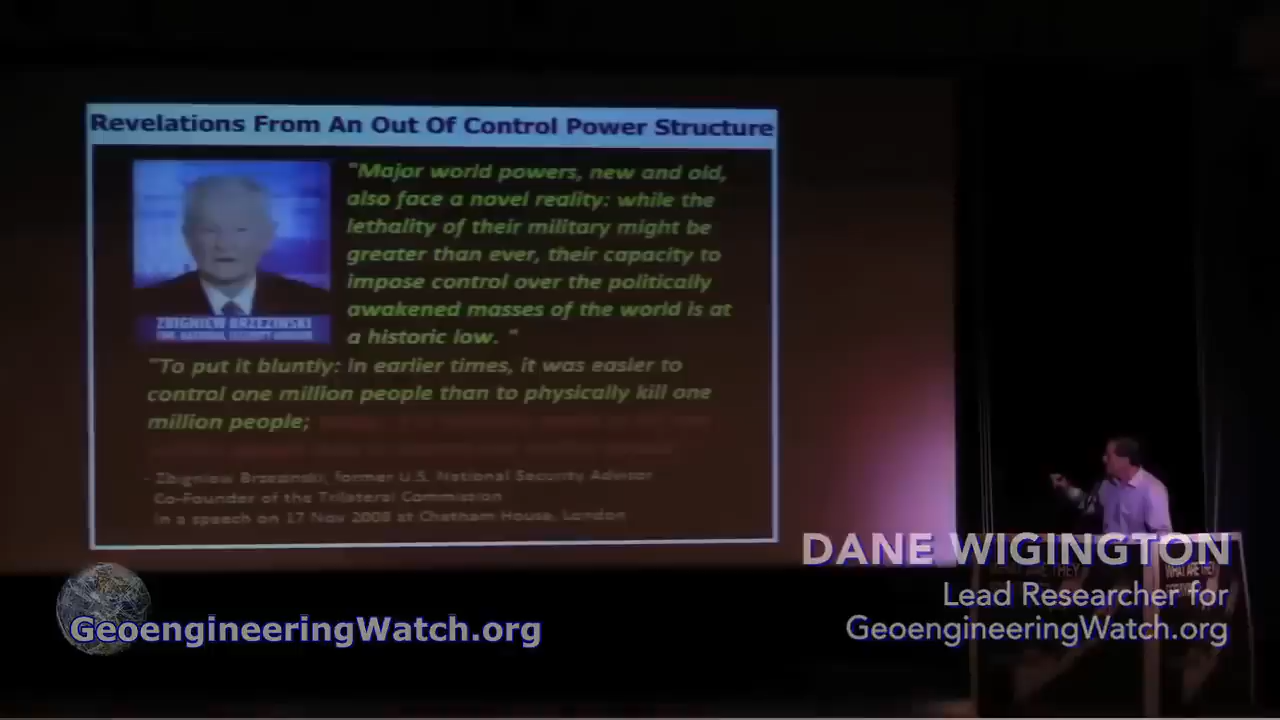 Revelations From An Out Of Control Power Structure
"Major world powers, new and old,
also face a novel reality: while the
lethality of their military might be
greater than ever, their capacity to
impose control over the politically
awakened masses of the world is at
a historic low. "
ZBIGNIEW BRZEZINSKI
"To put it bluntly: In earlier times, it was easier to
control one million people than to physically kill one
million people;
- Zbigniew Brzezinski, former U.S. National Security Advisor
Co-Founder of the Trilateral Commission
in a speech on 17 Nov 2008 at Chatham House, London
DANE WIGINGTON
Lead Researcher for
GeoengineeringWatch.org
GeoengineeringWatch.org
WHAT ARE THEY